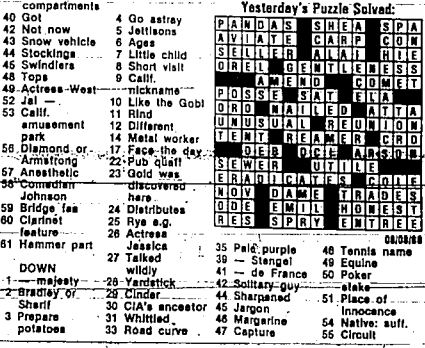 compartments
40 Got
42 Not now
43 Snow vehicle
44 Stockings
45 Swindlers
48 Tops
49 Actress West
52 Jai —
53 Calif.
amusement
park
56 Diamond or
Armstrong
57 Anesthetic
58 Comedian
Johnson
59 Bridge fee
60 Clarinet
feature
61 Hammer part
DOWN
1 — majesty
2 Bradley or
Sharif
3 Prepare
potatoes
4 Go astray
5 Jettisons
6 Ages
7 Little child
8 Short visit
9 Calif.
nickname
10 Like the Gobi
11 Rind
12 Different
14 Metal worker
17 Face the day
22 Pub quaff
23 Gold was
discovered
here
24 Distributes
25 Rye e.g.
26 Actress
Jessica
27 Talked
wildly
28 Yardstick
29 Cinder
30 CIA's ancestor
31 Whittled
33 Road curve
Yesterday's Puzzle Solved:
PANDAS SHEA SPA
AVIATE CARP CON
SELLER ALAI HIE
OREL GENTLENESS
AMEND COMET
POSSE SAT ELA
ORO NAILED ATTA
UNUSUAL REUNION
TENT REAMER CRO
DEB OCE ARSON
SEWER UTILE
ERADICATES COLE
NOV DAME TRADES
ODE EMIL HONEST
RES SPRY ENTREE
35 Pale purple
39 — Stengel
41 — de France
42 Solitary guy
44 Sharpened
45 Jargon
46 Margarine
47 Capture
48 Tennis name
49 Equine
50 Poker
stake
51 Place of
Innocence
54 Native: suff.
55 Circuit